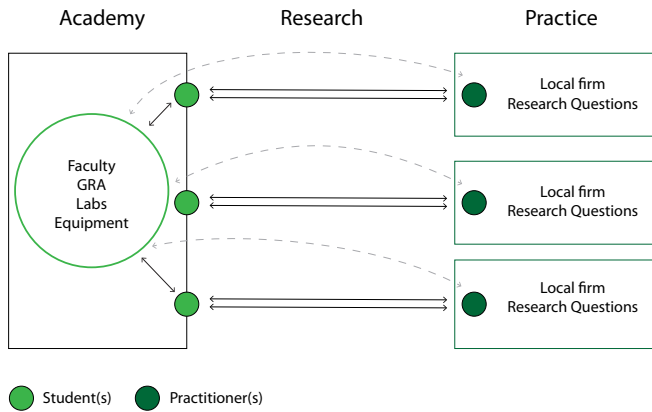 Academy
Research
Practice
Faculty
GRA
Labs
Equipment
Local firm
Research Questions
Local firm
Research Questions
Local firm
Research Questions
Student(s)
Practitioner(s)